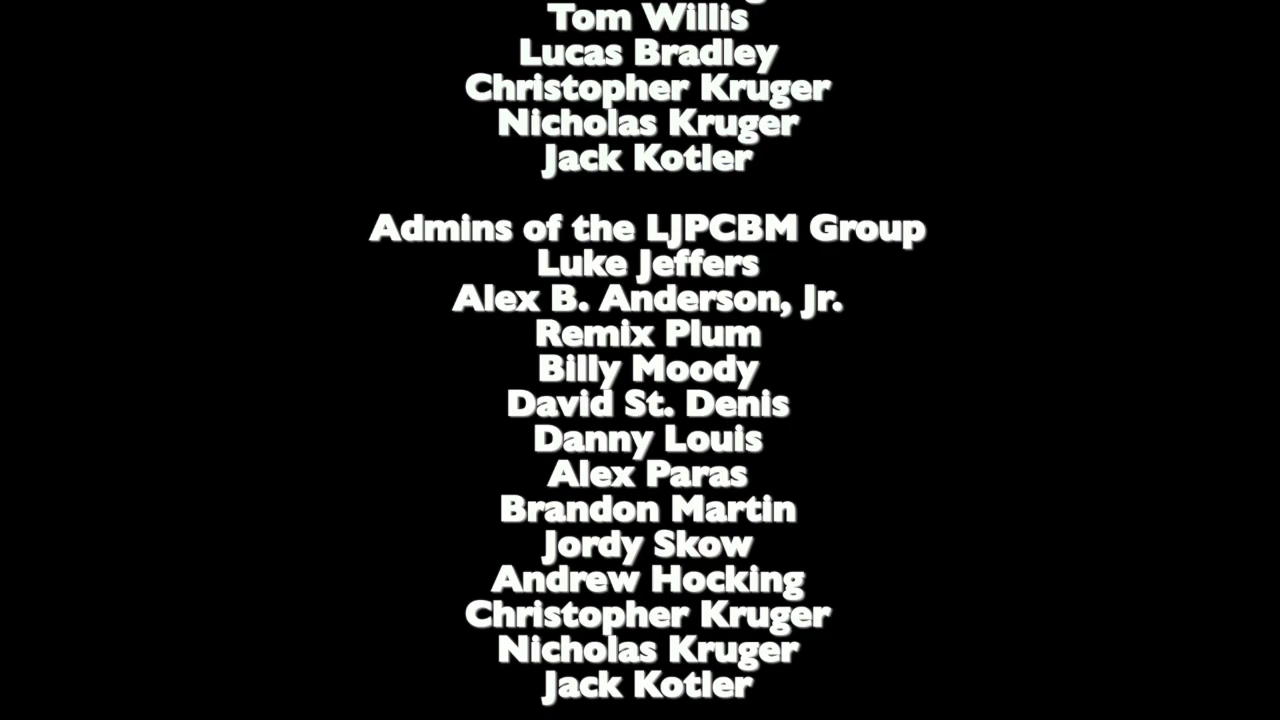 Tom Willis
Lucas Bradley
Christopher Kruger
Nicholas Kruger
Jack Kotler
Admins of the LJPCBM Group
Luke Jeffers
Alex B. Anderson, Jr.
Remix Plum
Billy Moody
David St. Denis
Danny Louis
Alex Paras
Brandon Martin
Jordy Skow
Andrew Hocking
Christopher Kruger
Nicholas Kruger
Jack Kotler